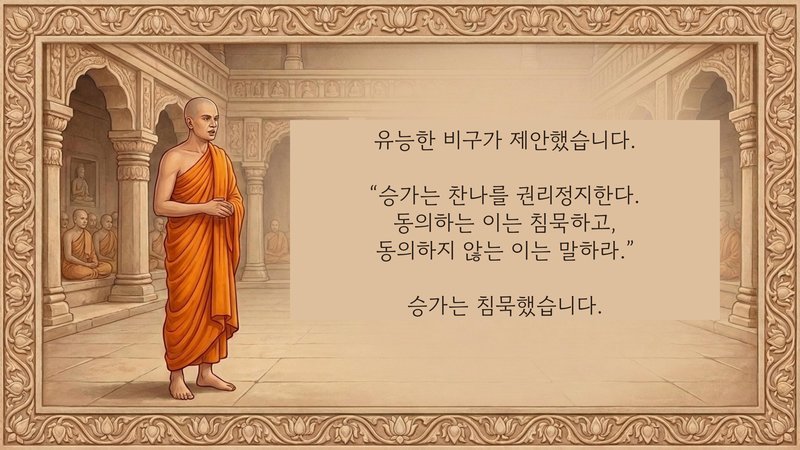 유능한 비구가 제안했습니다.
“승가는 찬나를 권리정지한다.
동의하는 이는 침묵하고,
동의하지 않는 이는 말하라.”
승가는 침묵했습니다.